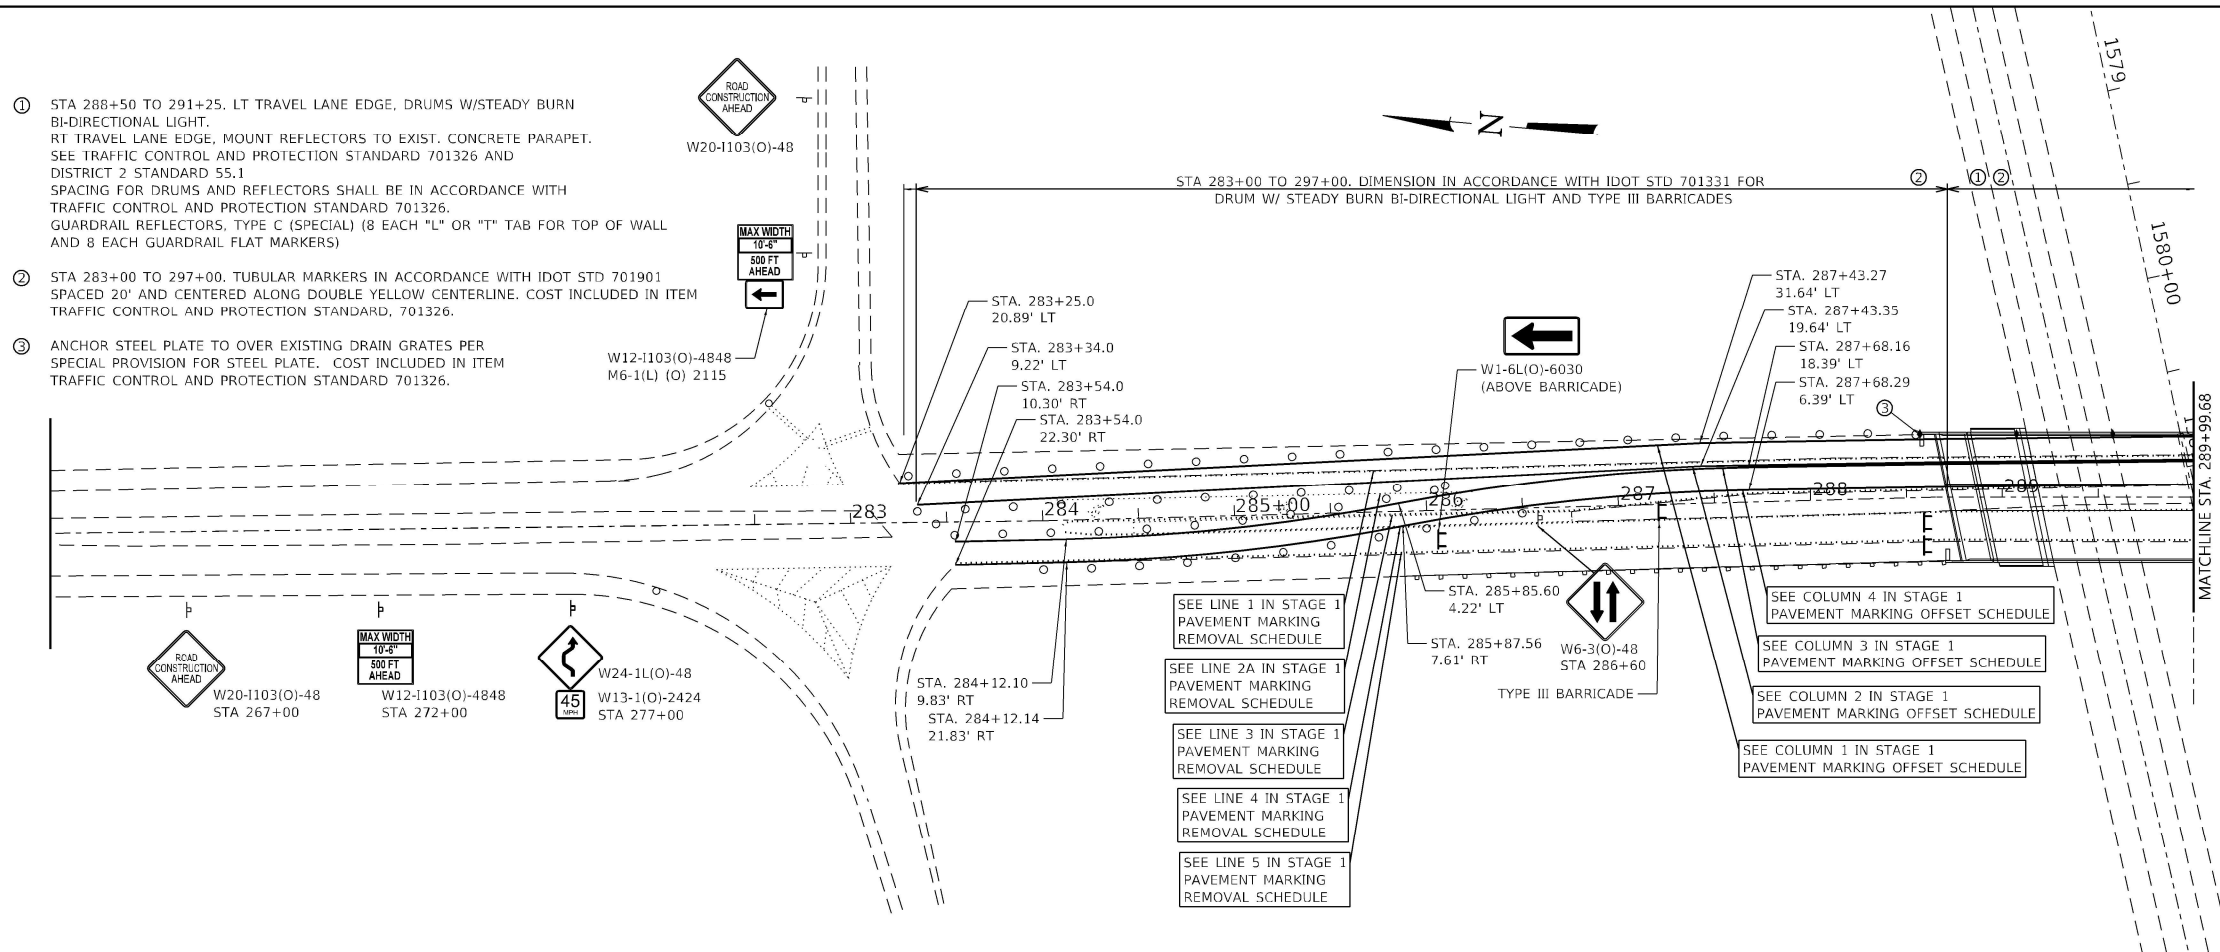 ① STA 288+50 TO 291+25. LT TRAVEL LANE EDGE, DRUMS W/STEADY BURN
BI-DIRECTIONAL LIGHT.
RT TRAVEL LANE EDGE, MOUNT REFLECTORS TO EXIST. CONCRETE PARAPET.
SEE TRAFFIC CONTROL AND PROTECTION STANDARD 701326 AND
DISTRICT 2 STANDARD 55.1
SPACING FOR DRUMS AND REFLECTORS SHALL BE IN ACCORDANCE WITH
TRAFFIC CONTROL AND PROTECTION STANDARD 701326.
GUARDRAIL REFLECTORS, TYPE C (SPECIAL) (8 EACH "L" OR "T" TAB FOR TOP OF WALL
AND 8 EACH GUARDRAIL FLAT MARKERS)
② STA 283+00 TO 297+00. TUBULAR MARKERS IN ACCORDANCE WITH IDOT STD 701901
SPACED 20' AND CENTERED ALONG DOUBLE YELLOW CENTERLINE. COST INCLUDED IN ITEM
TRAFFIC CONTROL AND PROTECTION STANDARD, 701326.
③ ANCHOR STEEL PLATE TO OVER EXISTING DRAIN GRATES PER
SPECIAL PROVISION FOR STEEL PLATE. COST INCLUDED IN ITEM
TRAFFIC CONTROL AND PROTECTION STANDARD 701326.
ROAD
CONSTRUCTION
AHEAD
W20-I103(O)-48
MAX WIDTH
10'-6"
500 FT
AHEAD
W12-I103(O)-4848
M6-1(L) (O) 2115
N
STA 283+00 TO 297+00. DIMENSION IN ACCORDANCE WITH IDOT STD 701331 FOR
DRUM W/ STEADY BURN BI-DIRECTIONAL LIGHT AND TYPE III BARRICADES
②
① ②
1579
1580+00
STA. 283+25.0
20.89' LT
STA. 283+34.0
9.22' LT
STA. 283+54.0
10.30' RT
STA. 283+54.0
22.30' RT
W1-6L(O)-6030
(ABOVE BARRICADE)
STA. 287+43.27
31.64' LT
STA. 287+43.35
19.64' LT
STA. 287+68.16
18.39' LT
STA. 287+68.29
6.39' LT
③
MATCHLINE STA. 289+99.68
283
284
285+00
286
287
288
289
ROAD
CONSTRUCTION
AHEAD
W20-I103(O)-48
STA 267+00
MAX WIDTH
10'-6"
500 FT
AHEAD
W12-I103(O)-4848
STA 272+00
45
MPH
W24-1L(O)-48
W13-1(O)-2424
STA 277+00
STA. 284+12.10
9.83' RT
STA. 284+12.14
21.83' RT
SEE LINE 1 IN STAGE 1
PAVEMENT MARKING
REMOVAL SCHEDULE
SEE LINE 2A IN STAGE 1
PAVEMENT MARKING
REMOVAL SCHEDULE
SEE LINE 3 IN STAGE 1
PAVEMENT MARKING
REMOVAL SCHEDULE
SEE LINE 4 IN STAGE 1
PAVEMENT MARKING
REMOVAL SCHEDULE
SEE LINE 5 IN STAGE 1
PAVEMENT MARKING
REMOVAL SCHEDULE
STA. 285+85.60
4.22' LT
STA. 285+87.56
7.61' RT
W6-3(O)-48
STA 286+60
TYPE III BARRICADE
SEE COLUMN 4 IN STAGE 1
PAVEMENT MARKING OFFSET SCHEDULE
SEE COLUMN 3 IN STAGE 1
PAVEMENT MARKING OFFSET SCHEDULE
SEE COLUMN 2 IN STAGE 1
PAVEMENT MARKING OFFSET SCHEDULE
SEE COLUMN 1 IN STAGE 1
PAVEMENT MARKING OFFSET SCHEDULE